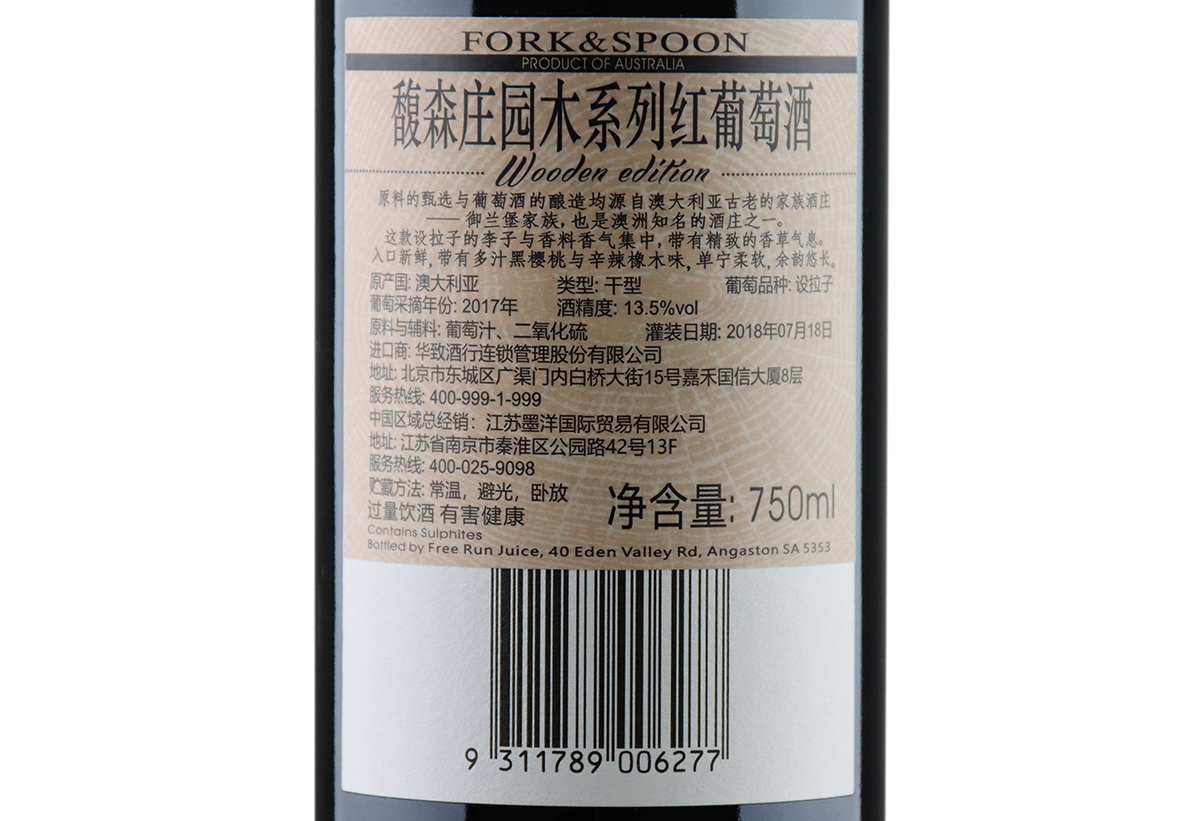 FORK&SPOON
PRODUCT OF AUSTRALIA
馥森庄园木系列红葡萄酒
Wooden edition
原料的甄选与葡萄酒的酿造均源自澳大利亚古老的家族酒庄
——御兰堡家族,也是澳洲知名的酒庄之一。
这款设拉子的李子与香料香气集中,带有精致的香草气息。
入口新鲜,带有多汁黑樱桃与辛辣橡木味,单宁柔软,余韵悠长。
原产国: 澳大利亚 类型: 干型 葡萄品种: 设拉子
葡萄采摘年份: 2017年 酒精度: 13.5%vol
原料与辅料: 葡萄汁、二氧化硫 灌装日期: 2018年07月18日
进口商: 华致酒行连锁管理股份有限公司
地址: 北京市东城区广渠门内白桥大街15号嘉禾国信大厦8层
服务热线: 400-999-1-999
中国区域总经销: 江苏墨洋国际贸易有限公司
地址: 江苏省南京市秦淮区公园路42号13F
服务热线: 400-025-9098
贮藏方法: 常温，避光，卧放
过量饮酒 有害健康 净含量: 750ml
Contains Sulphites
Bottled by Free Run Juice, 40 Eden Valley Rd, Angaston SA 5353
9 311789 006277